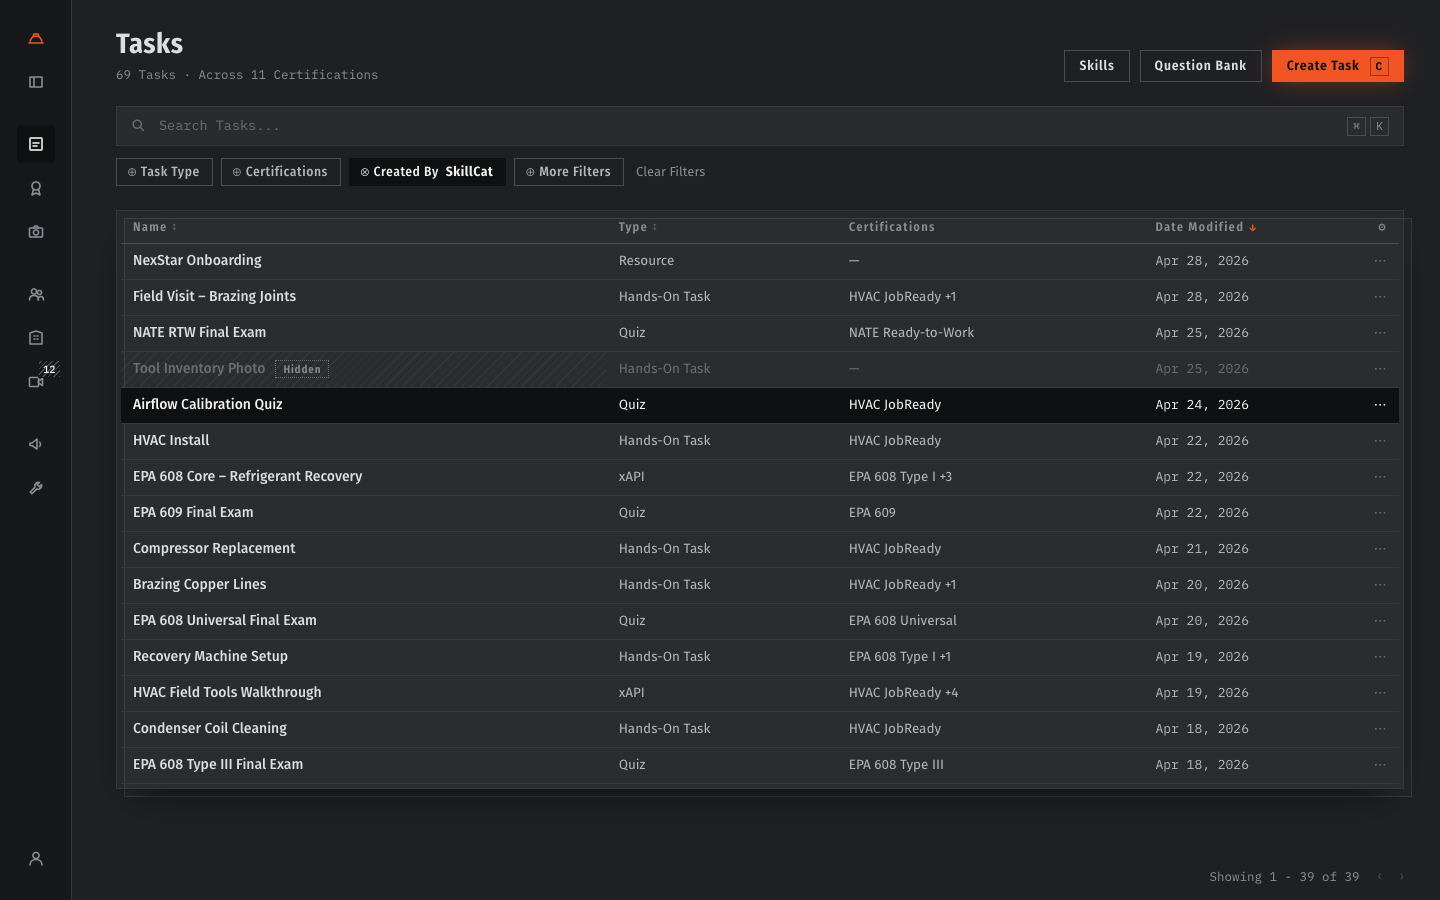 Tasks
69 Tasks · Across 11 Certifications
Skills
Question Bank
Create Task C
Search Tasks...
⌘ K
Task Type
Certifications
Created By SkillCat
More Filters
Clear Filters
Name Type Certifications Date Modified ↓
NexStar Onboarding Resource — Apr 28, 2026 ...
Field Visit – Brazing Joints Hands-On Task HVAC JobReady +1 Apr 28, 2026 ...
NATE RTW Final Exam Quiz NATE Ready-to-Work Apr 25, 2026 ...
Tool Inventory Photo Hidden Hands-On Task — Apr 25, 2026 ...
Airflow Calibration Quiz Quiz HVAC JobReady Apr 24, 2026 ...
HVAC Install Hands-On Task HVAC JobReady Apr 22, 2026 ...
EPA 608 Core – Refrigerant Recovery xAPI EPA 608 Type I +3 Apr 22, 2026 ...
EPA 609 Final Exam Quiz EPA 609 Apr 22, 2026 ...
Compressor Replacement Hands-On Task HVAC JobReady Apr 21, 2026 ...
Brazing Copper Lines Hands-On Task HVAC JobReady +1 Apr 20, 2026 ...
EPA 608 Universal Final Exam Quiz EPA 608 Universal Apr 20, 2026 ...
Recovery Machine Setup Hands-On Task EPA 608 Type I +1 Apr 19, 2026 ...
HVAC Field Tools Walkthrough xAPI HVAC JobReady +4 Apr 19, 2026 ...
Condenser Coil Cleaning Hands-On Task HVAC JobReady Apr 18, 2026 ...
EPA 608 Type III Final Exam Quiz EPA 608 Type III Apr 18, 2026 ...
12
Showing 1 - 39 of 39 ‹ ›